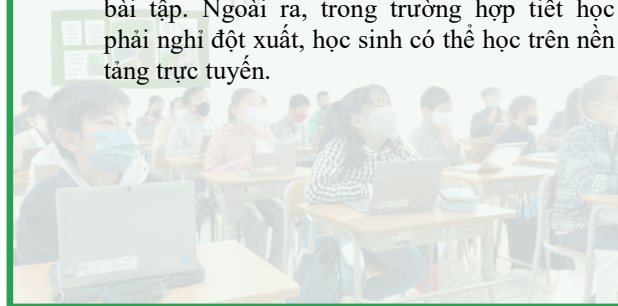 bài tập. Ngoài ra, trong trường hợp tiết học
phải nghỉ đột xuất, học sinh có thể học trên nền
tảng trực tuyến.